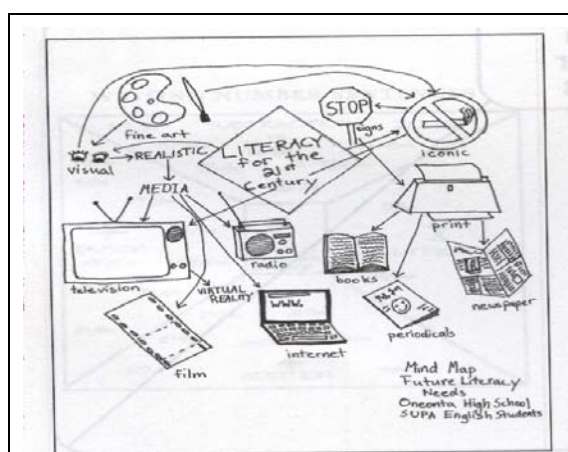 STOP
fine art
signs
iconic
visual
REALISTIC
LITERACY
for the
21st
Century
MEDIA
print
television
VIRTUAL
REALITY
radio
books
newspaper
WWW.
film
internet
periodicals
Mind Map
Future Literacy
Needs
Oneonta High School
SUPA English Students